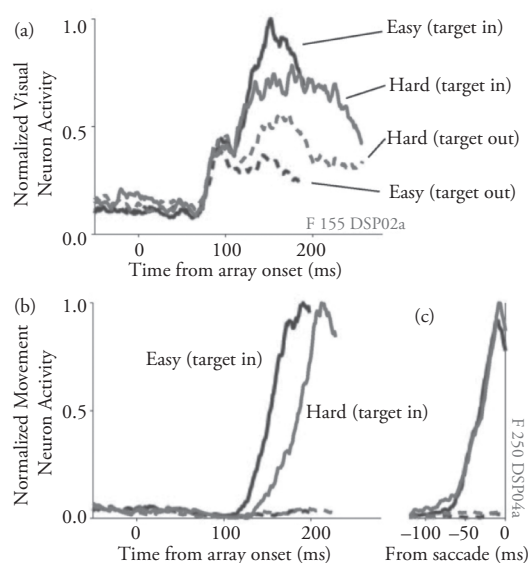 (a)
Normalized Visual
Neuron Activity
1.0
0.5
0.0
Easy (target in)
Hard (target in)
Hard (target out)
Easy (target out)
F 155 DSP02a
0 100 200
Time from array onset (ms)
(b)
Normalized Movement
Neuron Activity
1.0
0.5
0.0
Easy (target in)
Hard (target in)
0 100 200
Time from array onset (ms)
(c)
F 250 DSP04a
−100 −50 0
From saccade (ms)